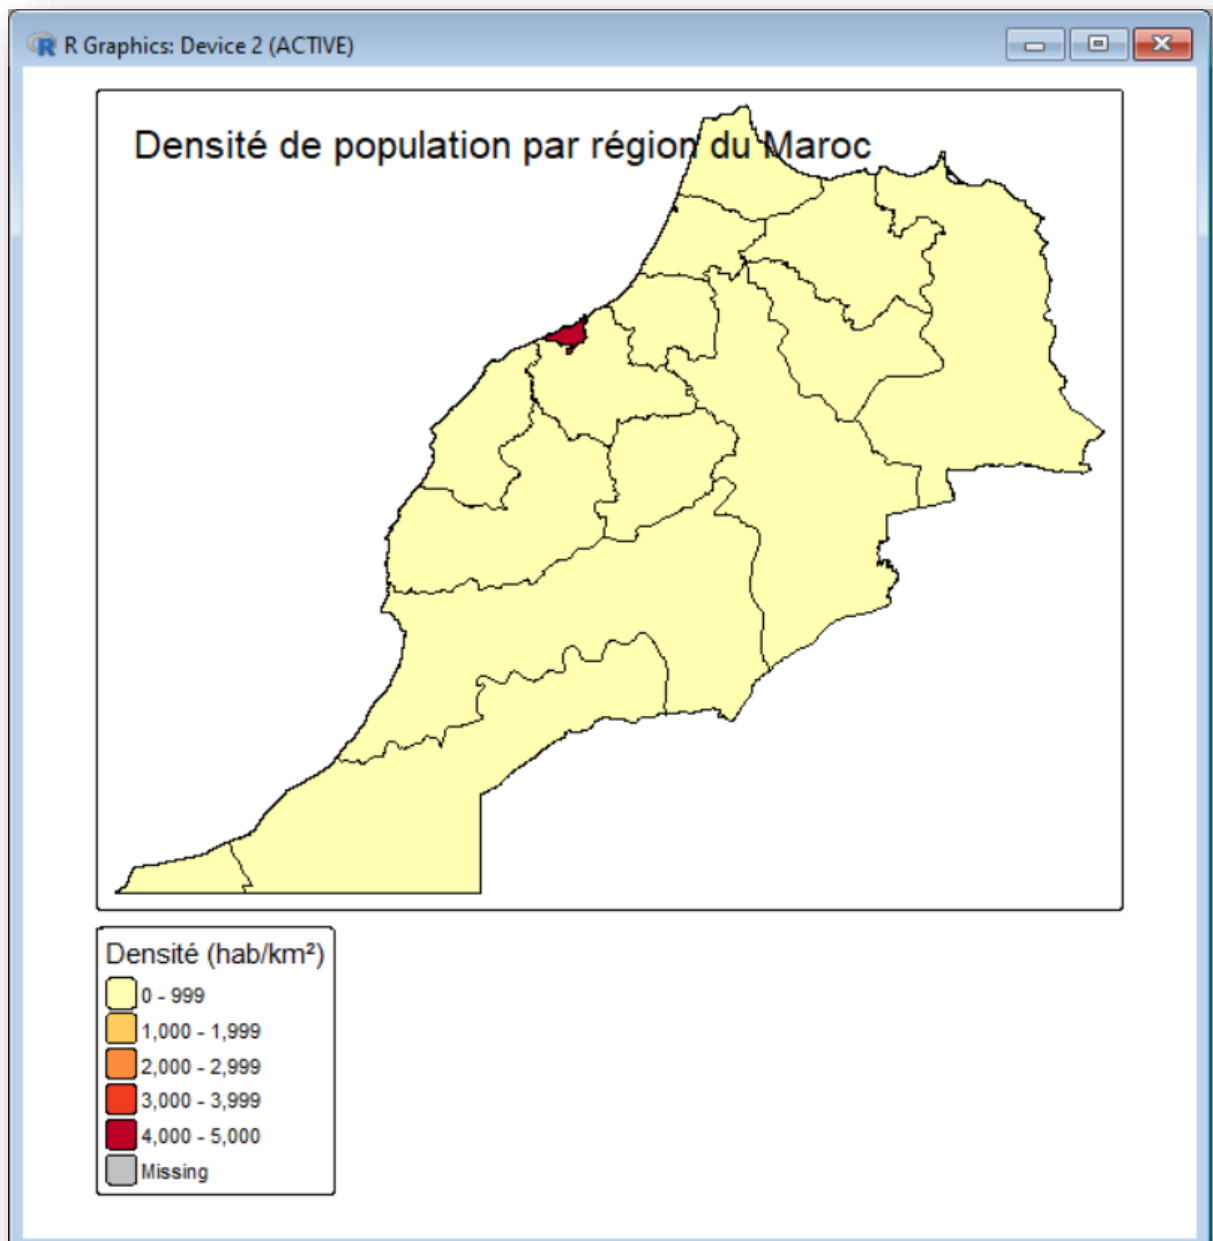 R Graphics: Device 2 (ACTIVE)
Densité de population par région du Maroc
Densité (hab/km²)
0 - 999
1,000 - 1,999
2,000 - 2,999
3,000 - 3,999
4,000 - 5,000
Missing